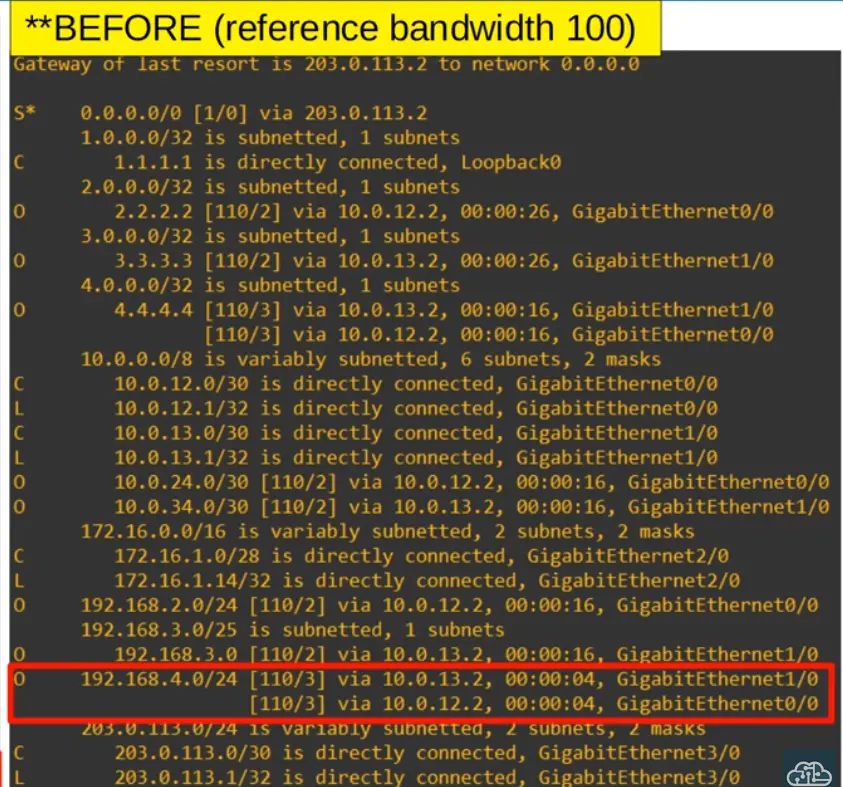 **BEFORE (reference bandwidth 100)
Gateway of last resort is 203.0.113.2 to network 0.0.0.0
S* 0.0.0.0/0 [1/0] via 203.0.113.2
1.0.0.0/32 is subnetted, 1 subnets
C 1.1.1.1 is directly connected, Loopback0
2.0.0.0/32 is subnetted, 1 subnets
O 2.2.2.2 [110/2] via 10.0.12.2, 00:00:26, GigabitEthernet0/0
3.0.0.0/32 is subnetted, 1 subnets
O 3.3.3.3 [110/2] via 10.0.13.2, 00:00:26, GigabitEthernet1/0
4.0.0.0/32 is subnetted, 1 subnets
O 4.4.4.4 [110/3] via 10.0.13.2, 00:00:16, GigabitEthernet1/0
[110/3] via 10.0.12.2, 00:00:16, GigabitEthernet0/0
10.0.0.0/8 is variably subnetted, 6 subnets, 2 masks
C 10.0.12.0/30 is directly connected, GigabitEthernet0/0
L 10.0.12.1/32 is directly connected, GigabitEthernet0/0
C 10.0.13.0/30 is directly connected, GigabitEthernet1/0
L 10.0.13.1/32 is directly connected, GigabitEthernet1/0
O 10.0.24.0/30 [110/2] via 10.0.12.2, 00:00:16, GigabitEthernet0/0
O 10.0.34.0/30 [110/2] via 10.0.13.2, 00:00:16, GigabitEthernet1/0
172.16.0.0/16 is variably subnetted, 2 subnets, 2 masks
C 172.16.1.0/28 is directly connected, GigabitEthernet2/0
L 172.16.1.14/32 is directly connected, GigabitEthernet2/0
O 192.168.2.0/24 [110/2] via 10.0.12.2, 00:00:16, GigabitEthernet0/0
192.168.3.0/25 is subnetted, 1 subnets
O 192.168.3.0 [110/2] via 10.0.13.2, 00:00:16, GigabitEthernet1/0
O 192.168.4.0/24 [110/3] via 10.0.13.2, 00:00:04, GigabitEthernet1/0
[110/3] via 10.0.12.2, 00:00:04, GigabitEthernet0/0
203.0.113.0/24 is variably subnetted, 2 subnets, 2 masks
C 203.0.113.0/30 is directly connected, GigabitEthernet3/0
L 203.0.113.1/32 is directly connected, GigabitEthernet3/0